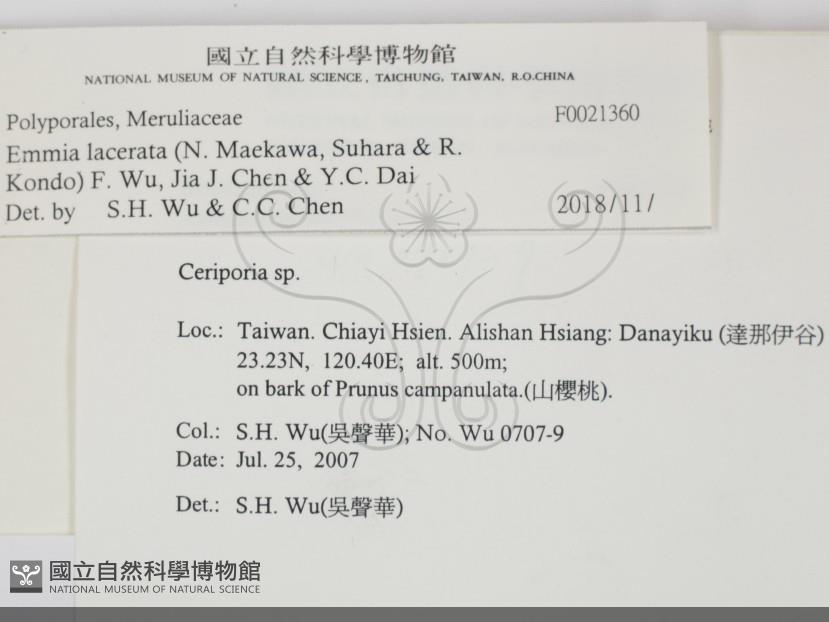 國立自然科學博物館
NATIONAL MUSEUM OF NATURAL SCIENCE, TAICHUNG, TAIWAN, R.O.CHINA
Polyporales, Meruliaceae F0021360
Emmia lacerata (N. Maekawa, Suhara & R.
Kondo) F. Wu, Jia J. Chen & Y.C. Dai
Det. by S.H. Wu & C.C. Chen 2018/11/
Ceriporia sp.
Loc.: Taiwan. Chiayi Hsien. Alishan Hsiang: Danayiku (達那伊谷)
23.23N, 120.40E; alt. 500m;
on bark of Prunus campanulata.(山櫻桃).
Col.: S.H. Wu(吳聲華); No. Wu 0707-9
Date: Jul. 25, 2007
Det.: S.H. Wu(吳聲華)
國立自然科學博物館
NATIONAL MUSEUM OF NATURAL SCIENCE